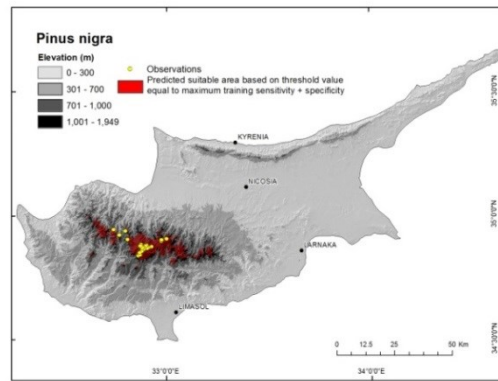 Pinus nigra
Elevation (m)
0 - 300
301 - 700
701 - 1,000
1,001 - 1,949
Observations
Predicted suitable area based on threshold value
equal to maximum training sensitivity + specificity
KYRENIA
NICOSIA
LARNAKA
LIMASOL
0 12.5 25 50 Km
33°0'0"E 34°0'0"E